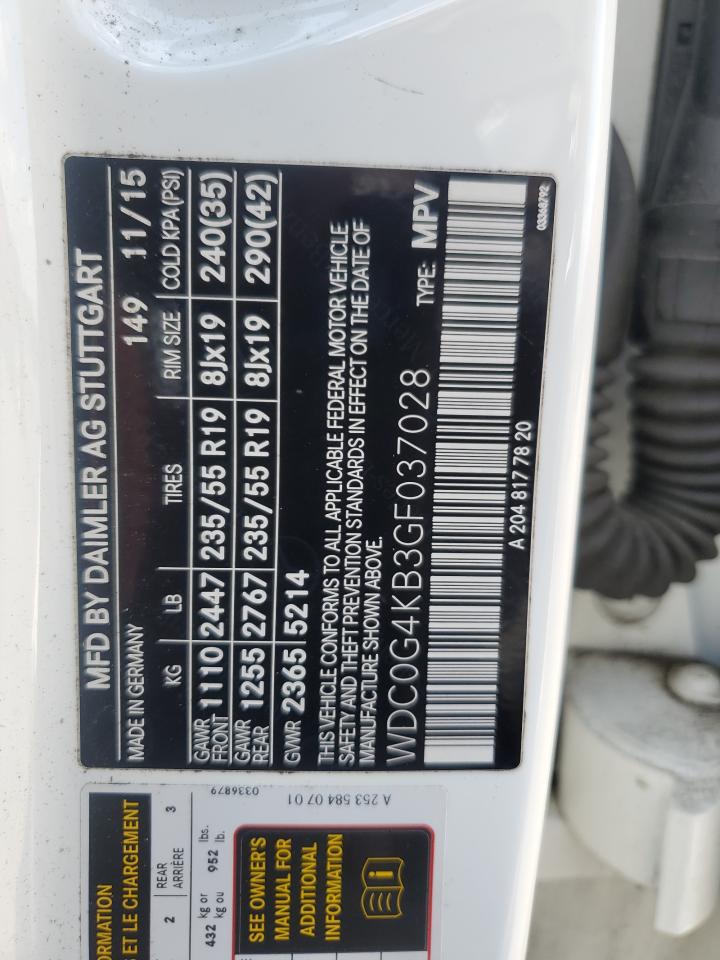 MFD BY DAIMLER AG STUTTGART
MADE IN GERMANY 149 11/15
KG LB TIRES RIM SIZE COLD KPA(PSI)
GAWR FRONT 1110 2447 235/55 R19 8Jx19 240(35)
GAWR REAR 1255 2767 235/55 R19 8Jx19 290(42)
GVWR 2365 5214
THIS VEHICLE CONFORMS TO ALL APPLICABLE FEDERAL MOTOR VEHICLE
SAFETY AND THEFT PREVENTION STANDARDS IN EFFECT ON THE DATE OF
MANUFACTURE SHOWN ABOVE.
WDC0G4KB3GF037028 TYPE: MPV
A 204 817 78 20
03368792
ORMATION
ET LE CHARGEMENT
2 REAR 3
ARRIÈRE
432 kg or 952 lbs.
kg ou lb.
SEE OWNER'S
MANUAL FOR
ADDITIONAL
INFORMATION
0336879
A 253 584 07 01